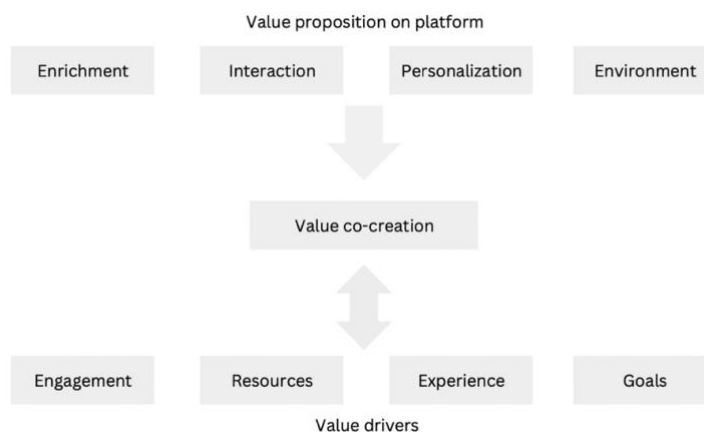 Value proposition on platform
Enrichment
Interaction
Personalization
Environment
Value co-creation
Engagement
Resources
Experience
Goals
Value drivers